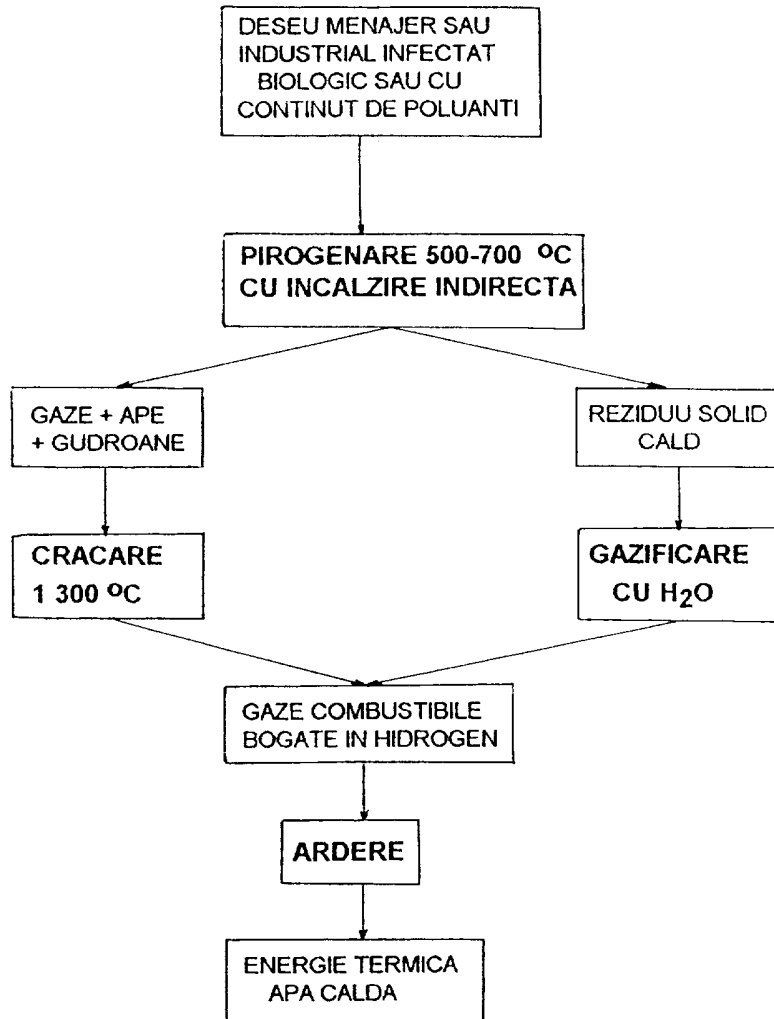 DESEU MENAJER SAU
INDUSTRIAL INFECTAT
BIOLOGIC SAU CU
CONTINUT DE POLUANTI
PIROGENARE 500-700 °C
CU INCALZIRE INDIRECTA
GAZE + APE
+ GUDROANE
REZIDUU SOLID
CALD
CRACARE
1 300 °C
GAZIFICARE
CU H₂O
GAZE COMBUSTIBILE
BOGATE IN HIDROGEN
ARDERE
ENERGIE TERMICA
APA CALDA